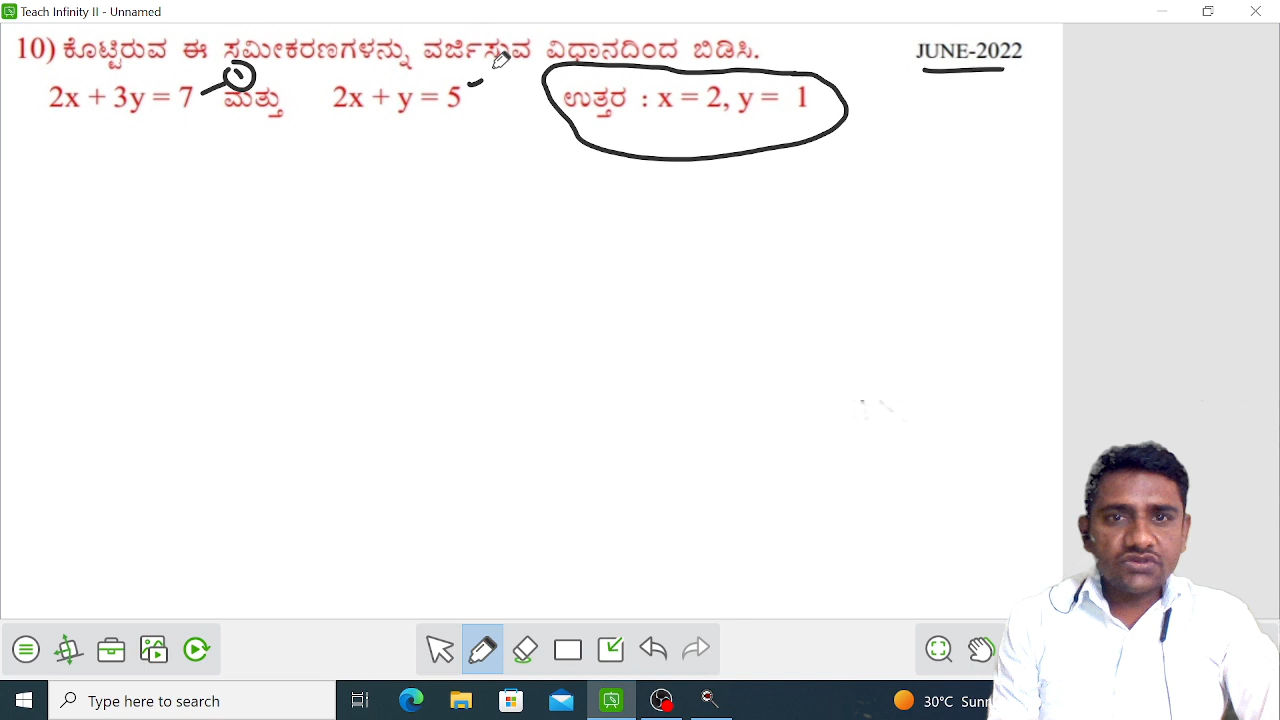 Teach Infinity II - Unnamed
10) ಕೊಟ್ಟಿರುವ ಈ ಸಮೀಕರಣಗಳನ್ನು ವರ್ಜಿಸುವ ವಿಧಾನದಿಂದ ಬಿಡಿಸಿ. JUNE-2022
2x + 3y = 7 ಮತ್ತು 2x + y = 5 ಉತ್ತರ : x = 2, y = 1
Type here to search 30°C